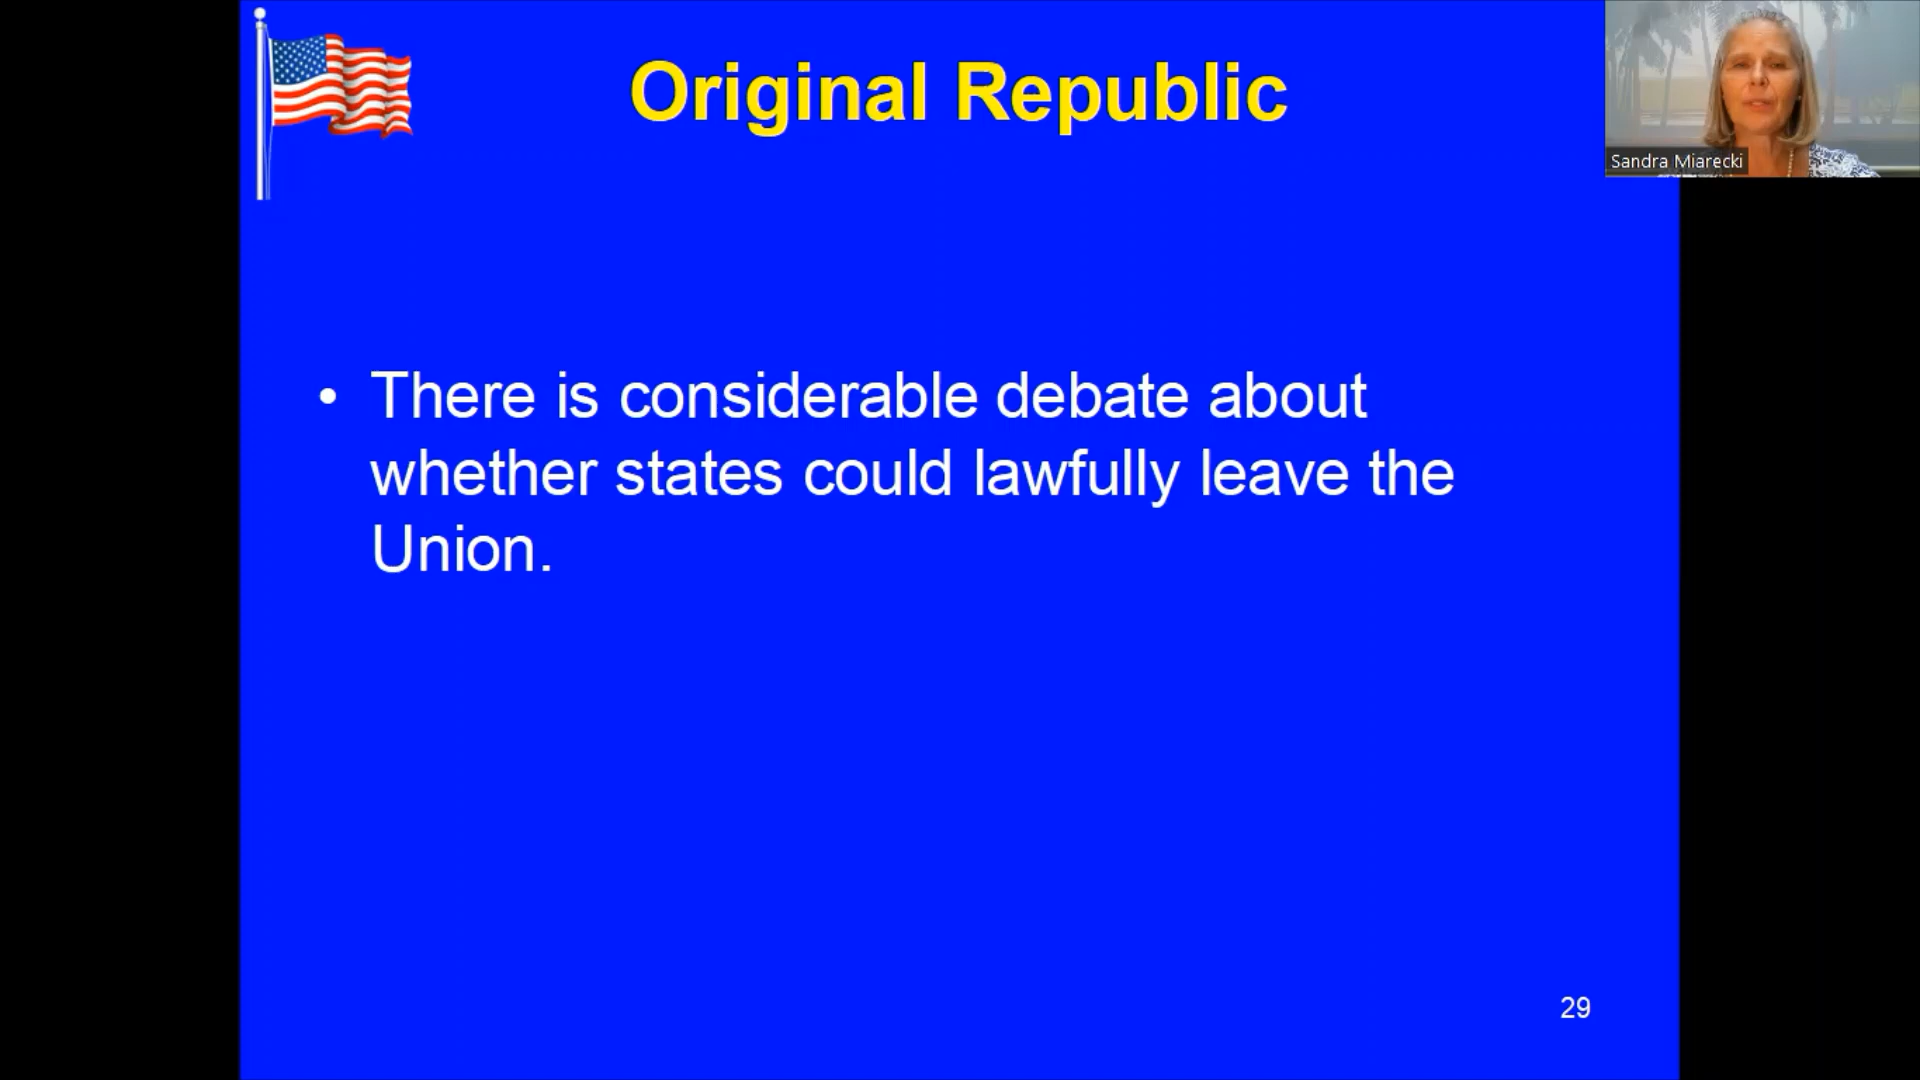 Original Republic
Sandra Miarecki
• There is considerable debate about
whether states could lawfully leave the
Union.
29